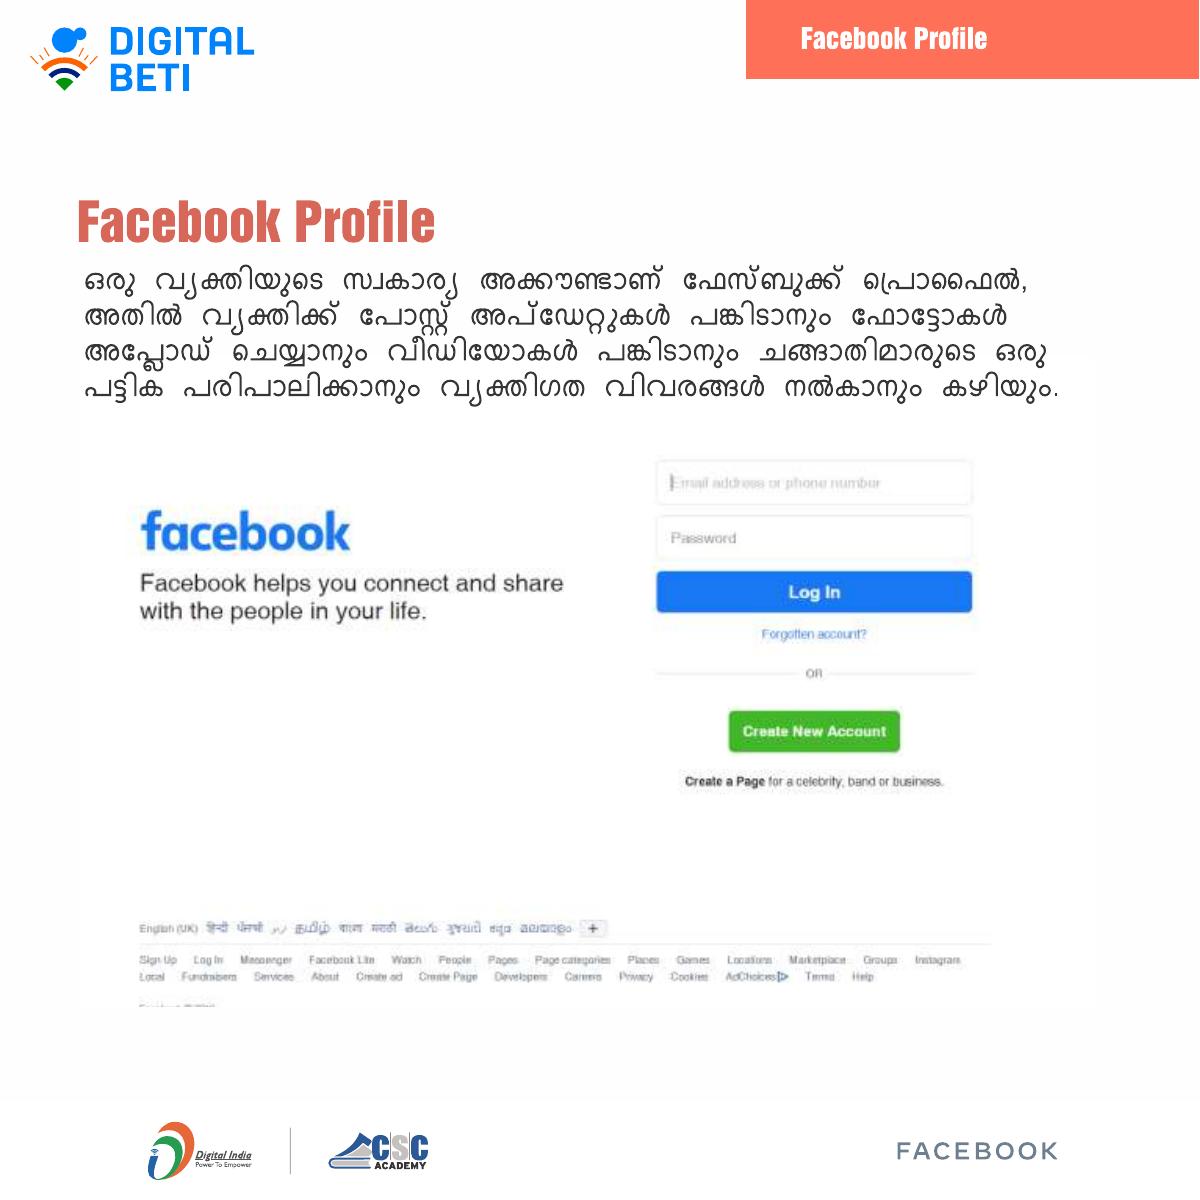 DIGITAL
BETI
Facebook Profile
Facebook Profile
ഒരു വ്യക്തിയുടെ സ്വകാര്യ അക്കൗണ്ടാണ് ഫേസ്ബുക്ക് പ്രൊഫൈൽ,
അതിൽ വ്യക്തിക്ക് പോസ്റ്റ് അപ്ഡേറ്റുകൾ പങ്കിടാനും ഫോട്ടോകൾ
അപ്ലോഡ് ചെയ്യാനും വീഡിയോകൾ പങ്കിടാനും ചങ്ങാതിമാരുടെ ഒരു
പട്ടിക പരിപാലിക്കാനും വ്യക്തിഗത വിവരങ്ങൾ നൽകാനും കഴിയും.
Email address or phone number
facebook
Password
Facebook helps you connect and share
with the people in your life.
Log In
Forgotten account?
OR
Create New Account
Create a Page for a celebrity, band or business.
English (UK) हिन्दी ਪੰਜਾਬੀ தமிழ் বাংলা मराठी తెలుగు ગુજરાતી ಕನ್ನಡ മലയാളം +
Sign Up Log In Messenger Facebook Lite Watch People Pages Page categories Places Games Locations Marketplace Groups Instagram
Local Fundraisers Services About Create ad Create Page Developers Careers Privacy Cookies AdChoices Terms Help
Digital India
Power To Empower
CSC
ACADEMY
FACEBOOK